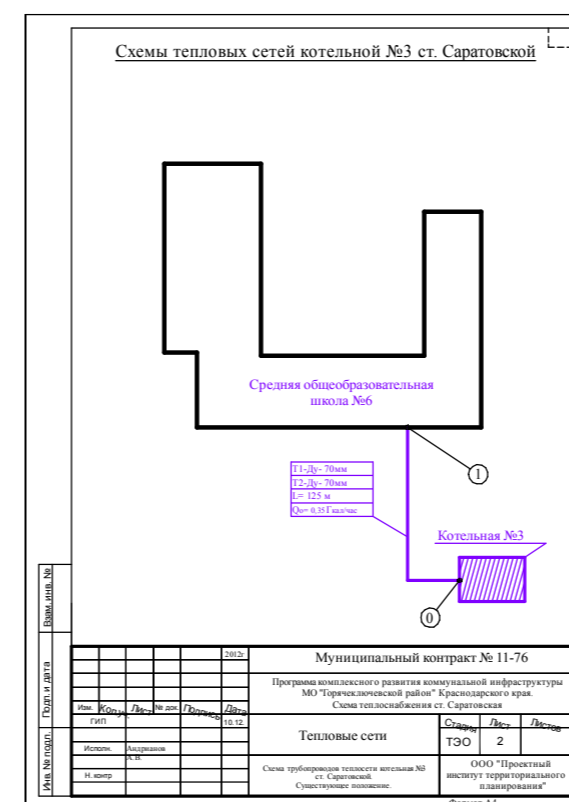 Схемы тепловых сетей котельной №3 ст. Саратовской
Средняя общеобразовательная
школа №6
1
Т1-Ду- 70мм
Т2-Ду- 70мм
L= 125 м
Qо= 0,35 Гкал/час
Котельная №3
0
Взам. инв. №
Подп. и дата
Инв. № подл.
2012г
Муниципальный контракт № 11-76
Программа комплексного развития коммунальной инфраструктуры
МО "Горячеключевской район" Краснодарского края.
Схема теплоснабжения ст. Саратовская
Изм. Кол.уч. Лист № док. Подпись Дата
ГИП 10.12.
Тепловые сети
Стадия Лист Листов
ТЭО 2
Исполн. Андрианов
А.В.
Н. контр
Схема трубопроводов теплосети котельная №3
ст. Саратовской.
Существующее положение.
ООО "Проектный
институт территориального
планирования"